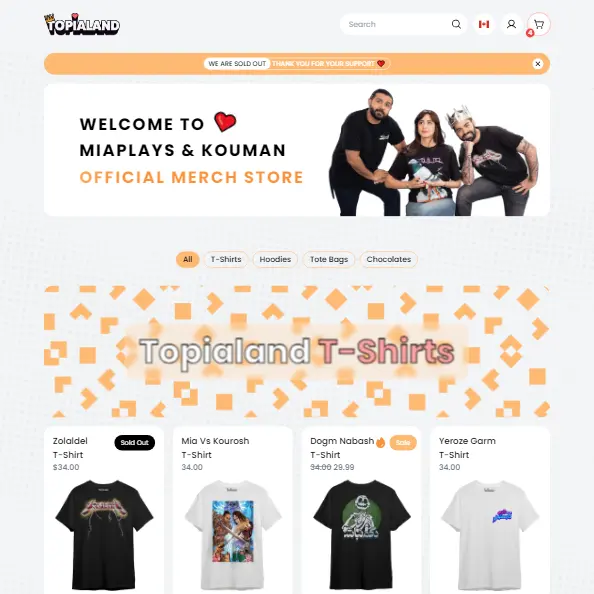 TOPIALAND
Search
4
WE ARE SOLD OUT THANK YOU FOR YOUR SUPPORT
WELCOME TO
MIAPLAYS & KOUMAN
OFFICIAL MERCH STORE
All
T-Shirts
Hoodies
Tote Bags
Chocolates
Topialand T-Shirts
Zolaldel
T-Shirt
Sold Out
$34.00
Mia Vs Kourosh
T-Shirt
34.00
Dogm Nabash
T-Shirt
Sale
34.00 29.99
Yeroze Garm
T-Shirt
34.00